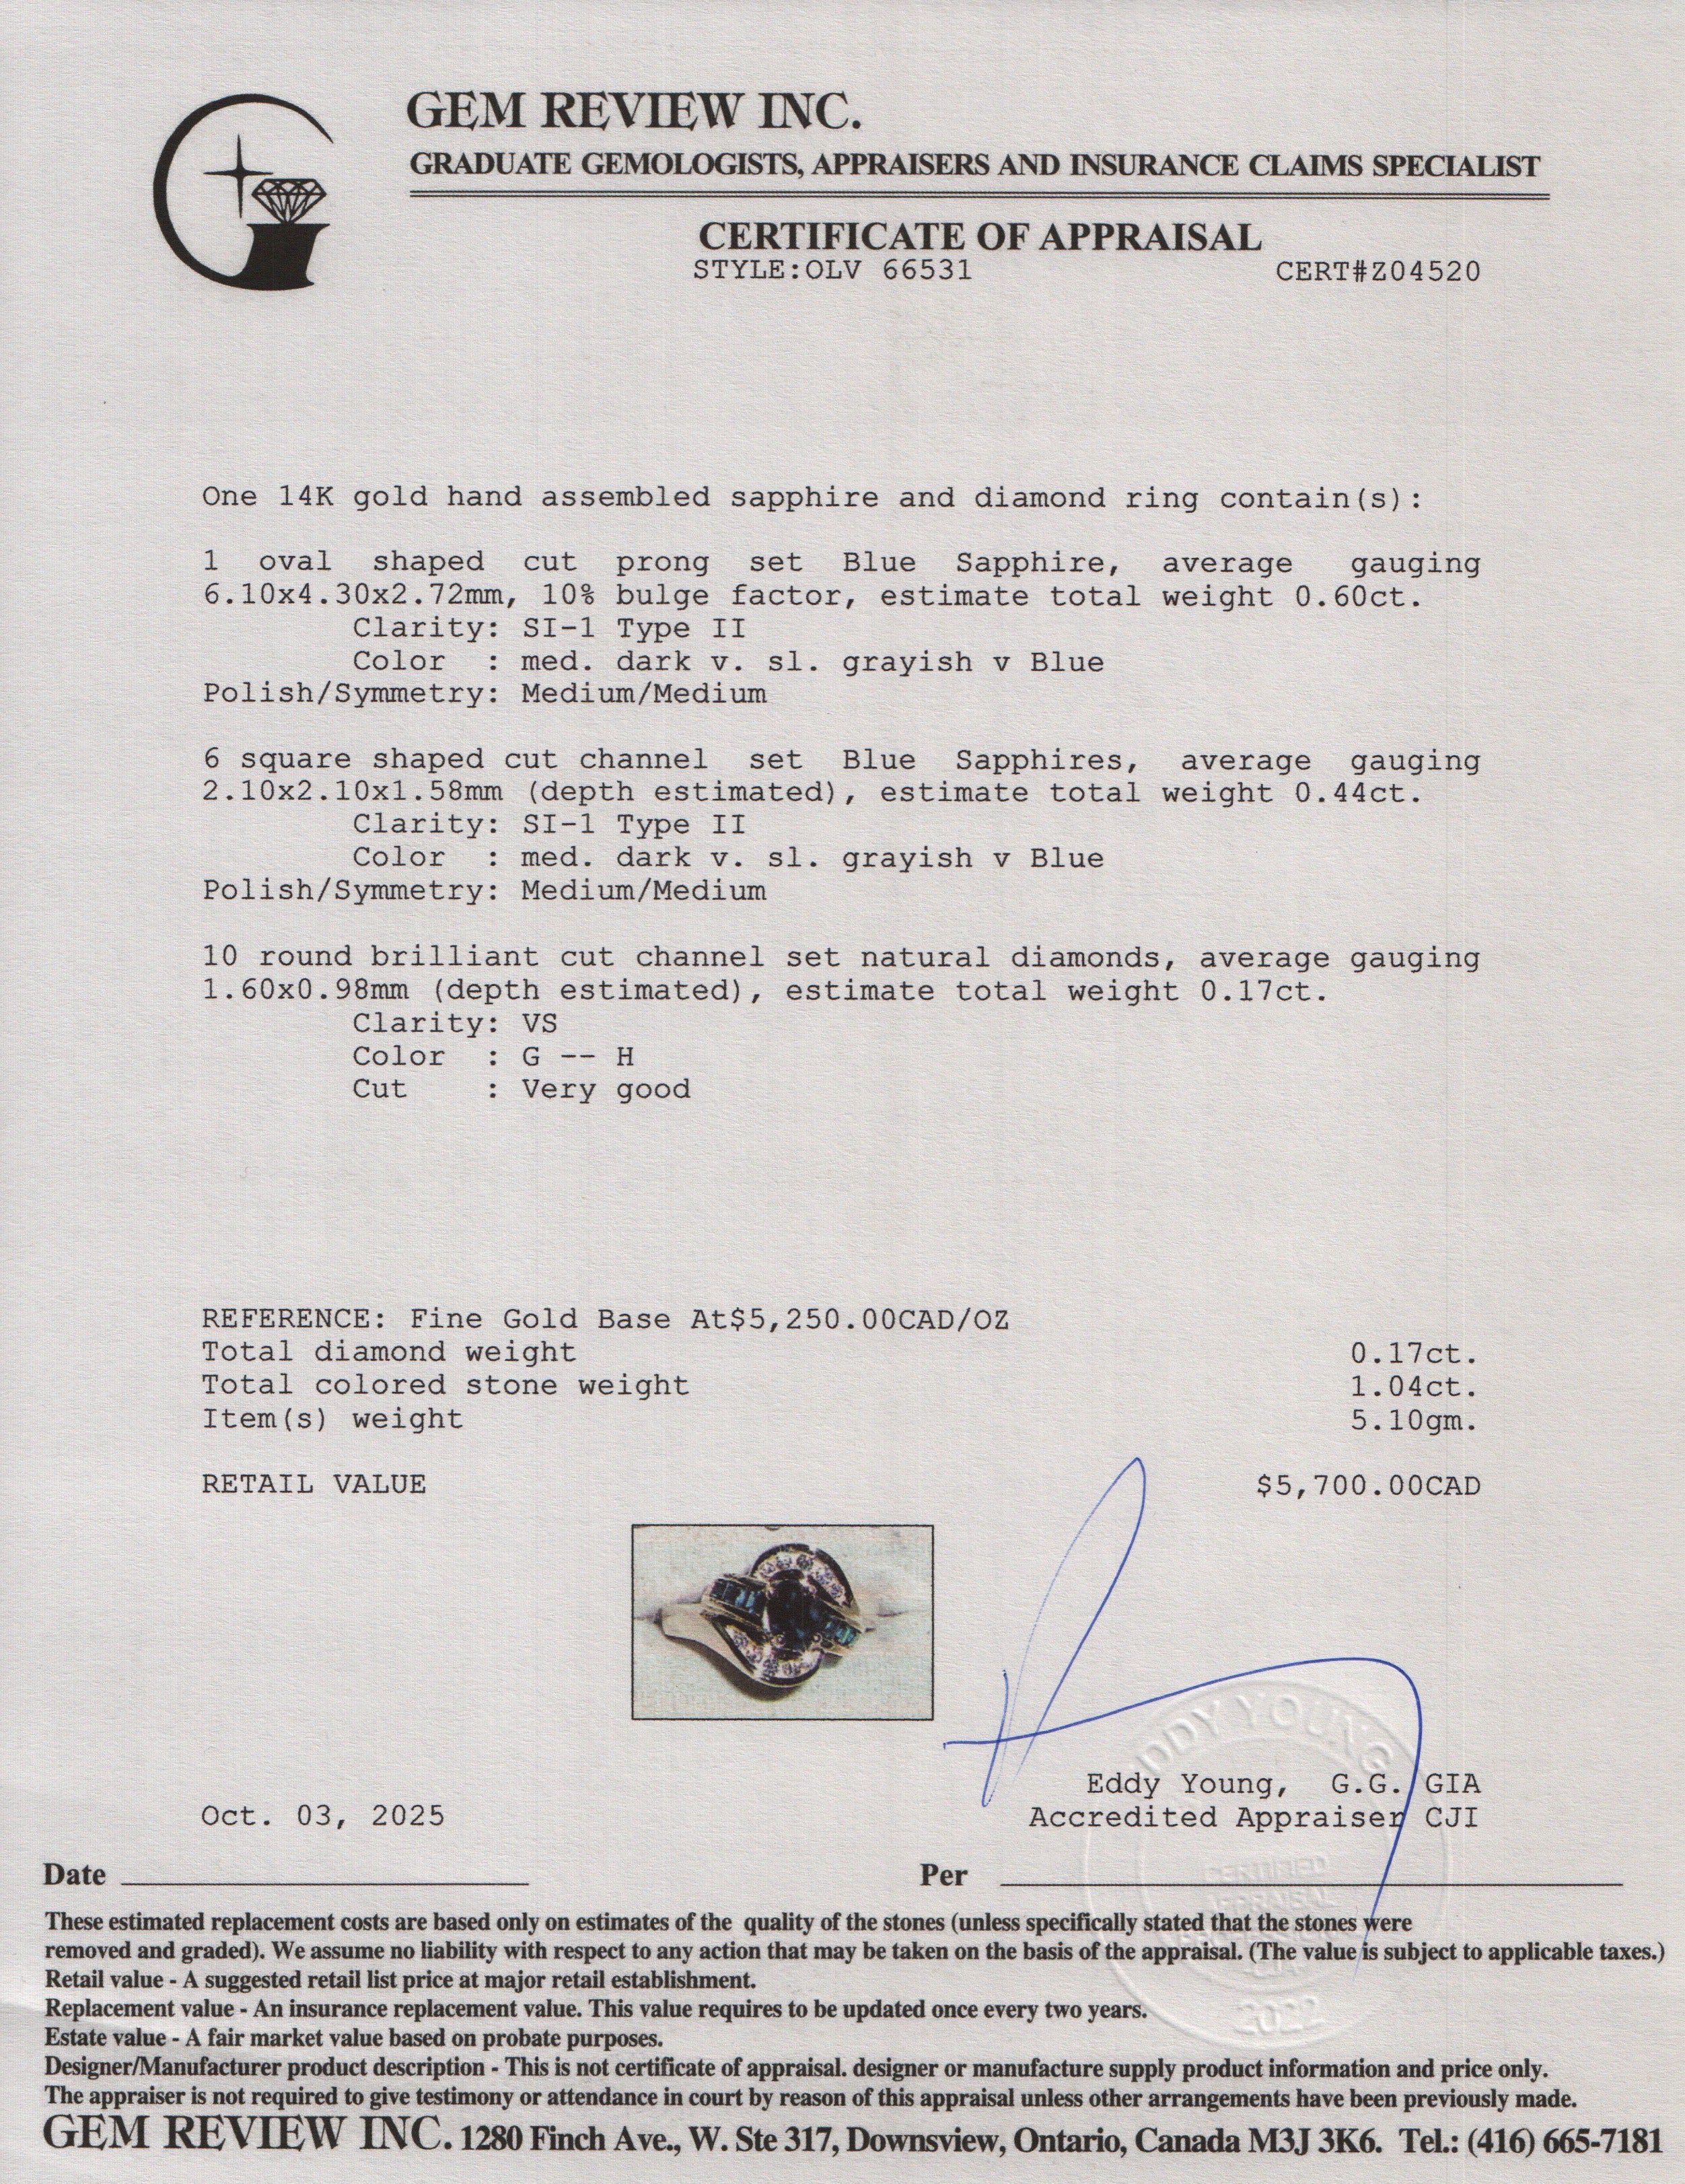 GEM REVIEW INC.
GRADUATE GEMOLOGISTS, APPRAISERS AND INSURANCE CLAIMS SPECIALIST
CERTIFICATE OF APPRAISAL
STYLE:OLV 66531 CERT#Z04520
One 14K gold hand assembled sapphire and diamond ring contain(s):
1 oval shaped cut prong set Blue Sapphire, average gauging
6.10x4.30x2.72mm, 10% bulge factor, estimate total weight 0.60ct.
Clarity: SI-1 Type II
Color : med. dark v. sl. grayish v Blue
Polish/Symmetry: Medium/Medium
6 square shaped cut channel set Blue Sapphires, average gauging
2.10x2.10x1.58mm (depth estimated), estimate total weight 0.44ct.
Clarity: SI-1 Type II
Color : med. dark v. sl. grayish v Blue
Polish/Symmetry: Medium/Medium
10 round brilliant cut channel set natural diamonds, average gauging
1.60x0.98mm (depth estimated), estimate total weight 0.17ct.
Clarity: VS
Color : G -- H
Cut : Very good
REFERENCE: Fine Gold Base At$5,250.00CAD/OZ
Total diamond weight 0.17ct.
Total colored stone weight 1.04ct.
Item(s) weight 5.10gm.
RETAIL VALUE $5,700.00CAD
DDY YOUNG
Eddy Young, G.G. GIA
Oct. 03, 2025 Accredited Appraiser CJI
Date Per
CERTIFIED
APPRAISAL
These estimated replacement costs are based only on estimates of the quality of the stones (unless specifically stated that the stones were
removed and graded). We assume no liability with respect to any action that may be taken on the basis of the appraisal. (The value is subject to applicable taxes.)
Retail value - A suggested retail list price at major retail establishment.
Replacement value - An insurance replacement value. This value requires to be updated once every two years.
2022
Estate value - A fair market value based on probate purposes.
Designer/Manufacturer product description - This is not certificate of appraisal. designer or manufacture supply product information and price only.
The appraiser is not required to give testimony or attendance in court by reason of this appraisal unless other arrangements have been previously made.
GEM REVIEW INC. 1280 Finch Ave., W. Ste 317, Downsview, Ontario, Canada M3J 3K6. Tel.: (416) 665-7181